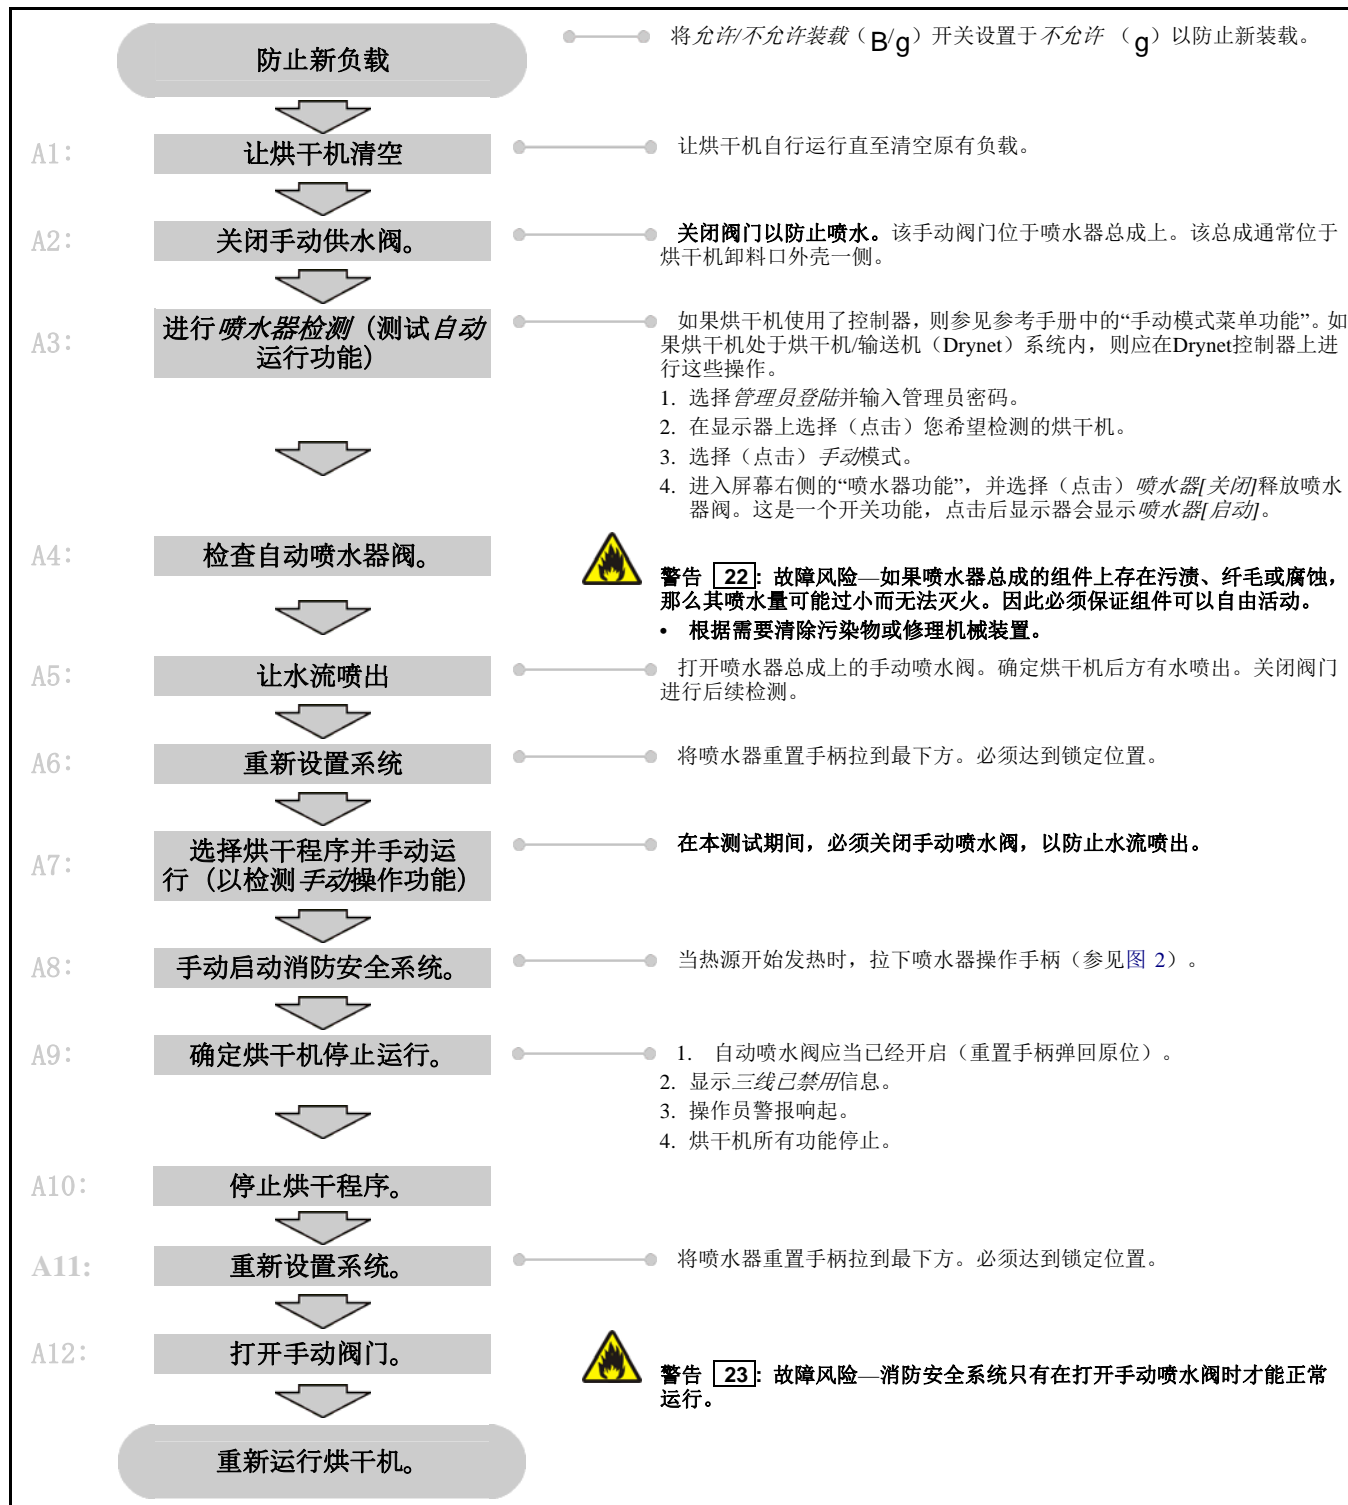 防止新负载
将允许/不允许装载（B/g）开关设置于不允许 （g）以防止新装载。
A1:
让烘干机清空
让烘干机自行运行直至清空原有负载。
A2:
关闭手动供水阀。
关闭阀门以防止喷水。该手动阀门位于喷水器总成上。该总成通常位于
烘干机卸料口外壳一侧。
A3:
进行喷水器检测（测试自动
运行功能）
如果烘干机使用了控制器，则参见参考手册中的“手动模式菜单功能”。如
果烘干机处于烘干机/输送机（Drynet）系统内，则应在Drynet控制器上进
行这些操作。
1. 选择管理员登陆并输入管理员密码。
2. 在显示器上选择（点击）您希望检测的烘干机。
3. 选择（点击）手动模式。
4. 进入屏幕右侧的“喷水器功能”，并选择（点击）喷水器[关闭]释放喷水
器阀。这是一个开关功能，点击后显示器会显示喷水器[启动]。
A4:
检查自动喷水器阀。
警告 22: 故障风险—如果喷水器总成的组件上存在污渍、纤毛或腐蚀，
那么其喷水量可能过小而无法灭火。因此必须保证组件可以自由活动。
• 根据需要清除污染物或修理机械装置。
A5:
让水流喷出
打开喷水器总成上的手动喷水阀。确定烘干机后方有水喷出。关闭阀门
进行后续检测。
A6:
重新设置系统
将喷水器重置手柄拉到最下方。必须达到锁定位置。
A7:
选择烘干程序并手动运
行（以检测手动操作功能）
在本测试期间，必须关闭手动喷水阀，以防止水流喷出。
A8:
手动启动消防安全系统。
当热源开始发热时，拉下喷水器操作手柄（参见图 2）。
A9:
确定烘干机停止运行。
1. 自动喷水阀应当已经开启（重置手柄弹回原位）。
2. 显示三线已禁用信息。
3. 操作员警报响起。
4. 烘干机所有功能停止。
A10:
停止烘干程序。
A11:
重新设置系统。
将喷水器重置手柄拉到最下方。必须达到锁定位置。
A12:
打开手动阀门。
警告 23: 故障风险—消防安全系统只有在打开手动喷水阀时才能正常
运行。
重新运行烘干机。